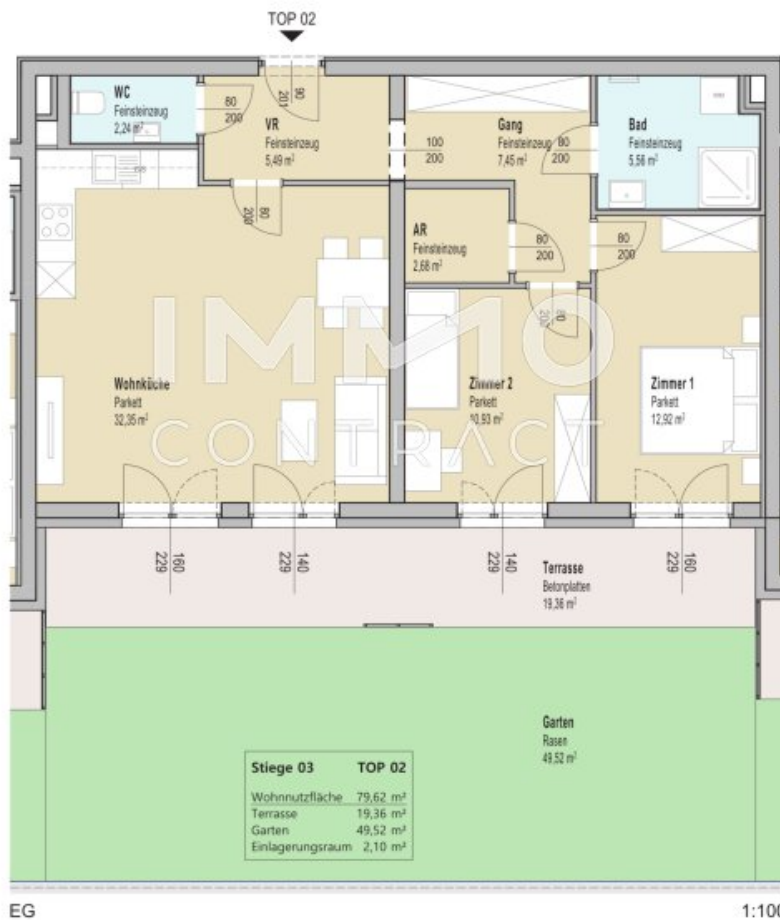 TOP 02
WC
Feinsteinzeug
2,24 m²
80
200
90
201
VR
Feinsteinzeug
5,49 m²
100
200
Gang
Feinsteinzeug
7,45 m²
80
200
Bad
Feinsteinzeug
5,56 m²
80
200
AR
Feinsteinzeug
2,68 m²
80
200
80
200
80
200
IMMO
CONTRACT
Wohnküche
Parkett
32,35 m²
Zimmer 2
Parkett
10,93 m²
Zimmer 1
Parkett
12,92 m²
160
229
140
229
140
229
160
229
Terrasse
Betonplatten
19,36 m²
Garten
Rasen
49,52 m²
Stiege 03 TOP 02
Wohnnutzfläche 79,62 m²
Terrasse 19,36 m²
Garten 49,52 m²
Einlagerungsraum 2,10 m²
EG
1:100